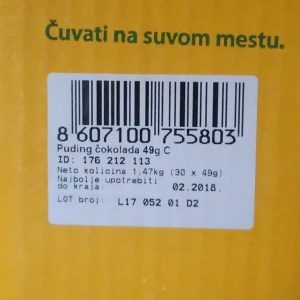 Čuvati na suvom mestu.
8 607100 755803
Puding čokolada 49g C
ID: 176 212 113
Neto kolicina 1,47kg (30 x 49g)
Najbolje upotrebiti
do kraja: 02.2018.
LOT broj: L17 052 01 D2